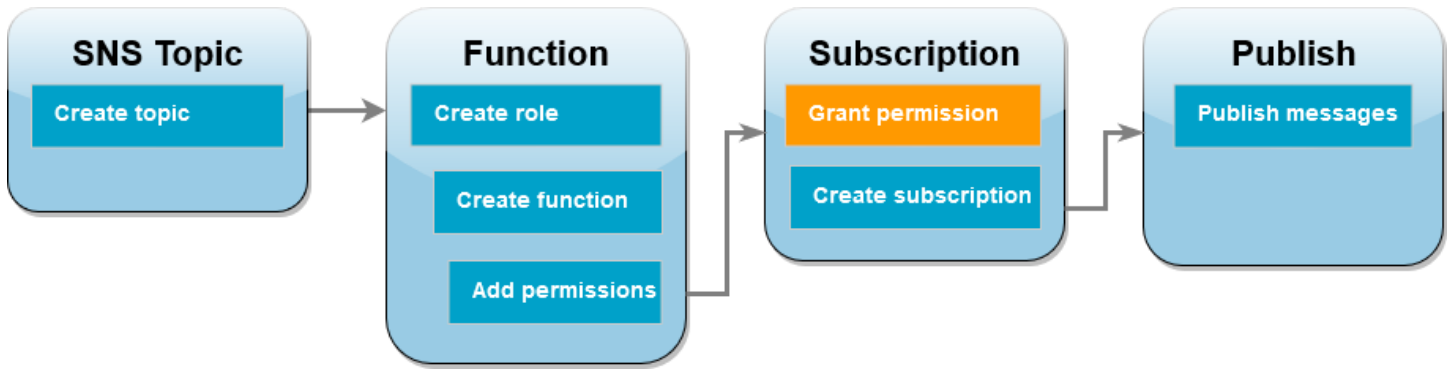 SNS Topic
Create topic
Function
Create role
Create function
Add permissions
Subscription
Grant permission
Create subscription
Publish
Publish messages